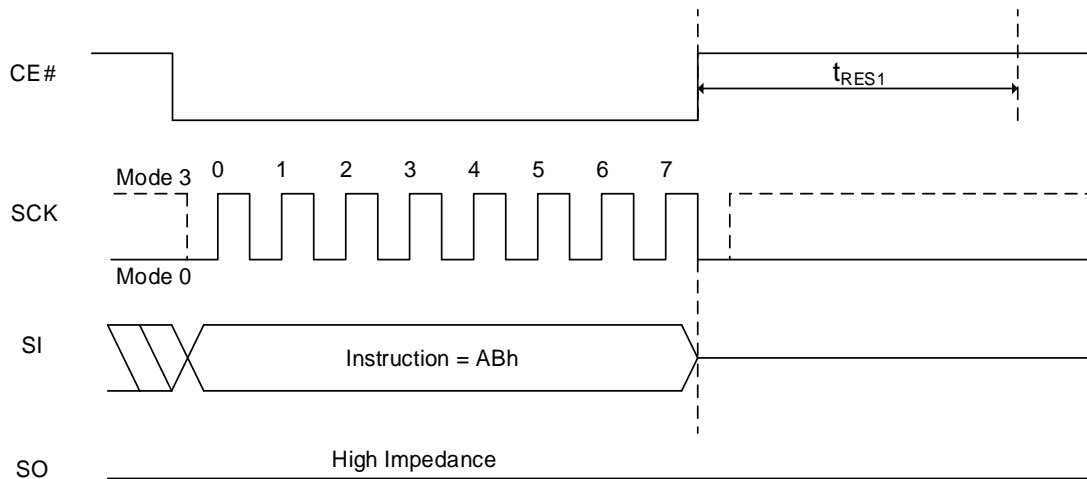 CE#
tRES1
0 1 2 3 4 5 6 7
Mode 3
SCK
Mode 0
SI
Instruction = ABh
High Impedance
SO